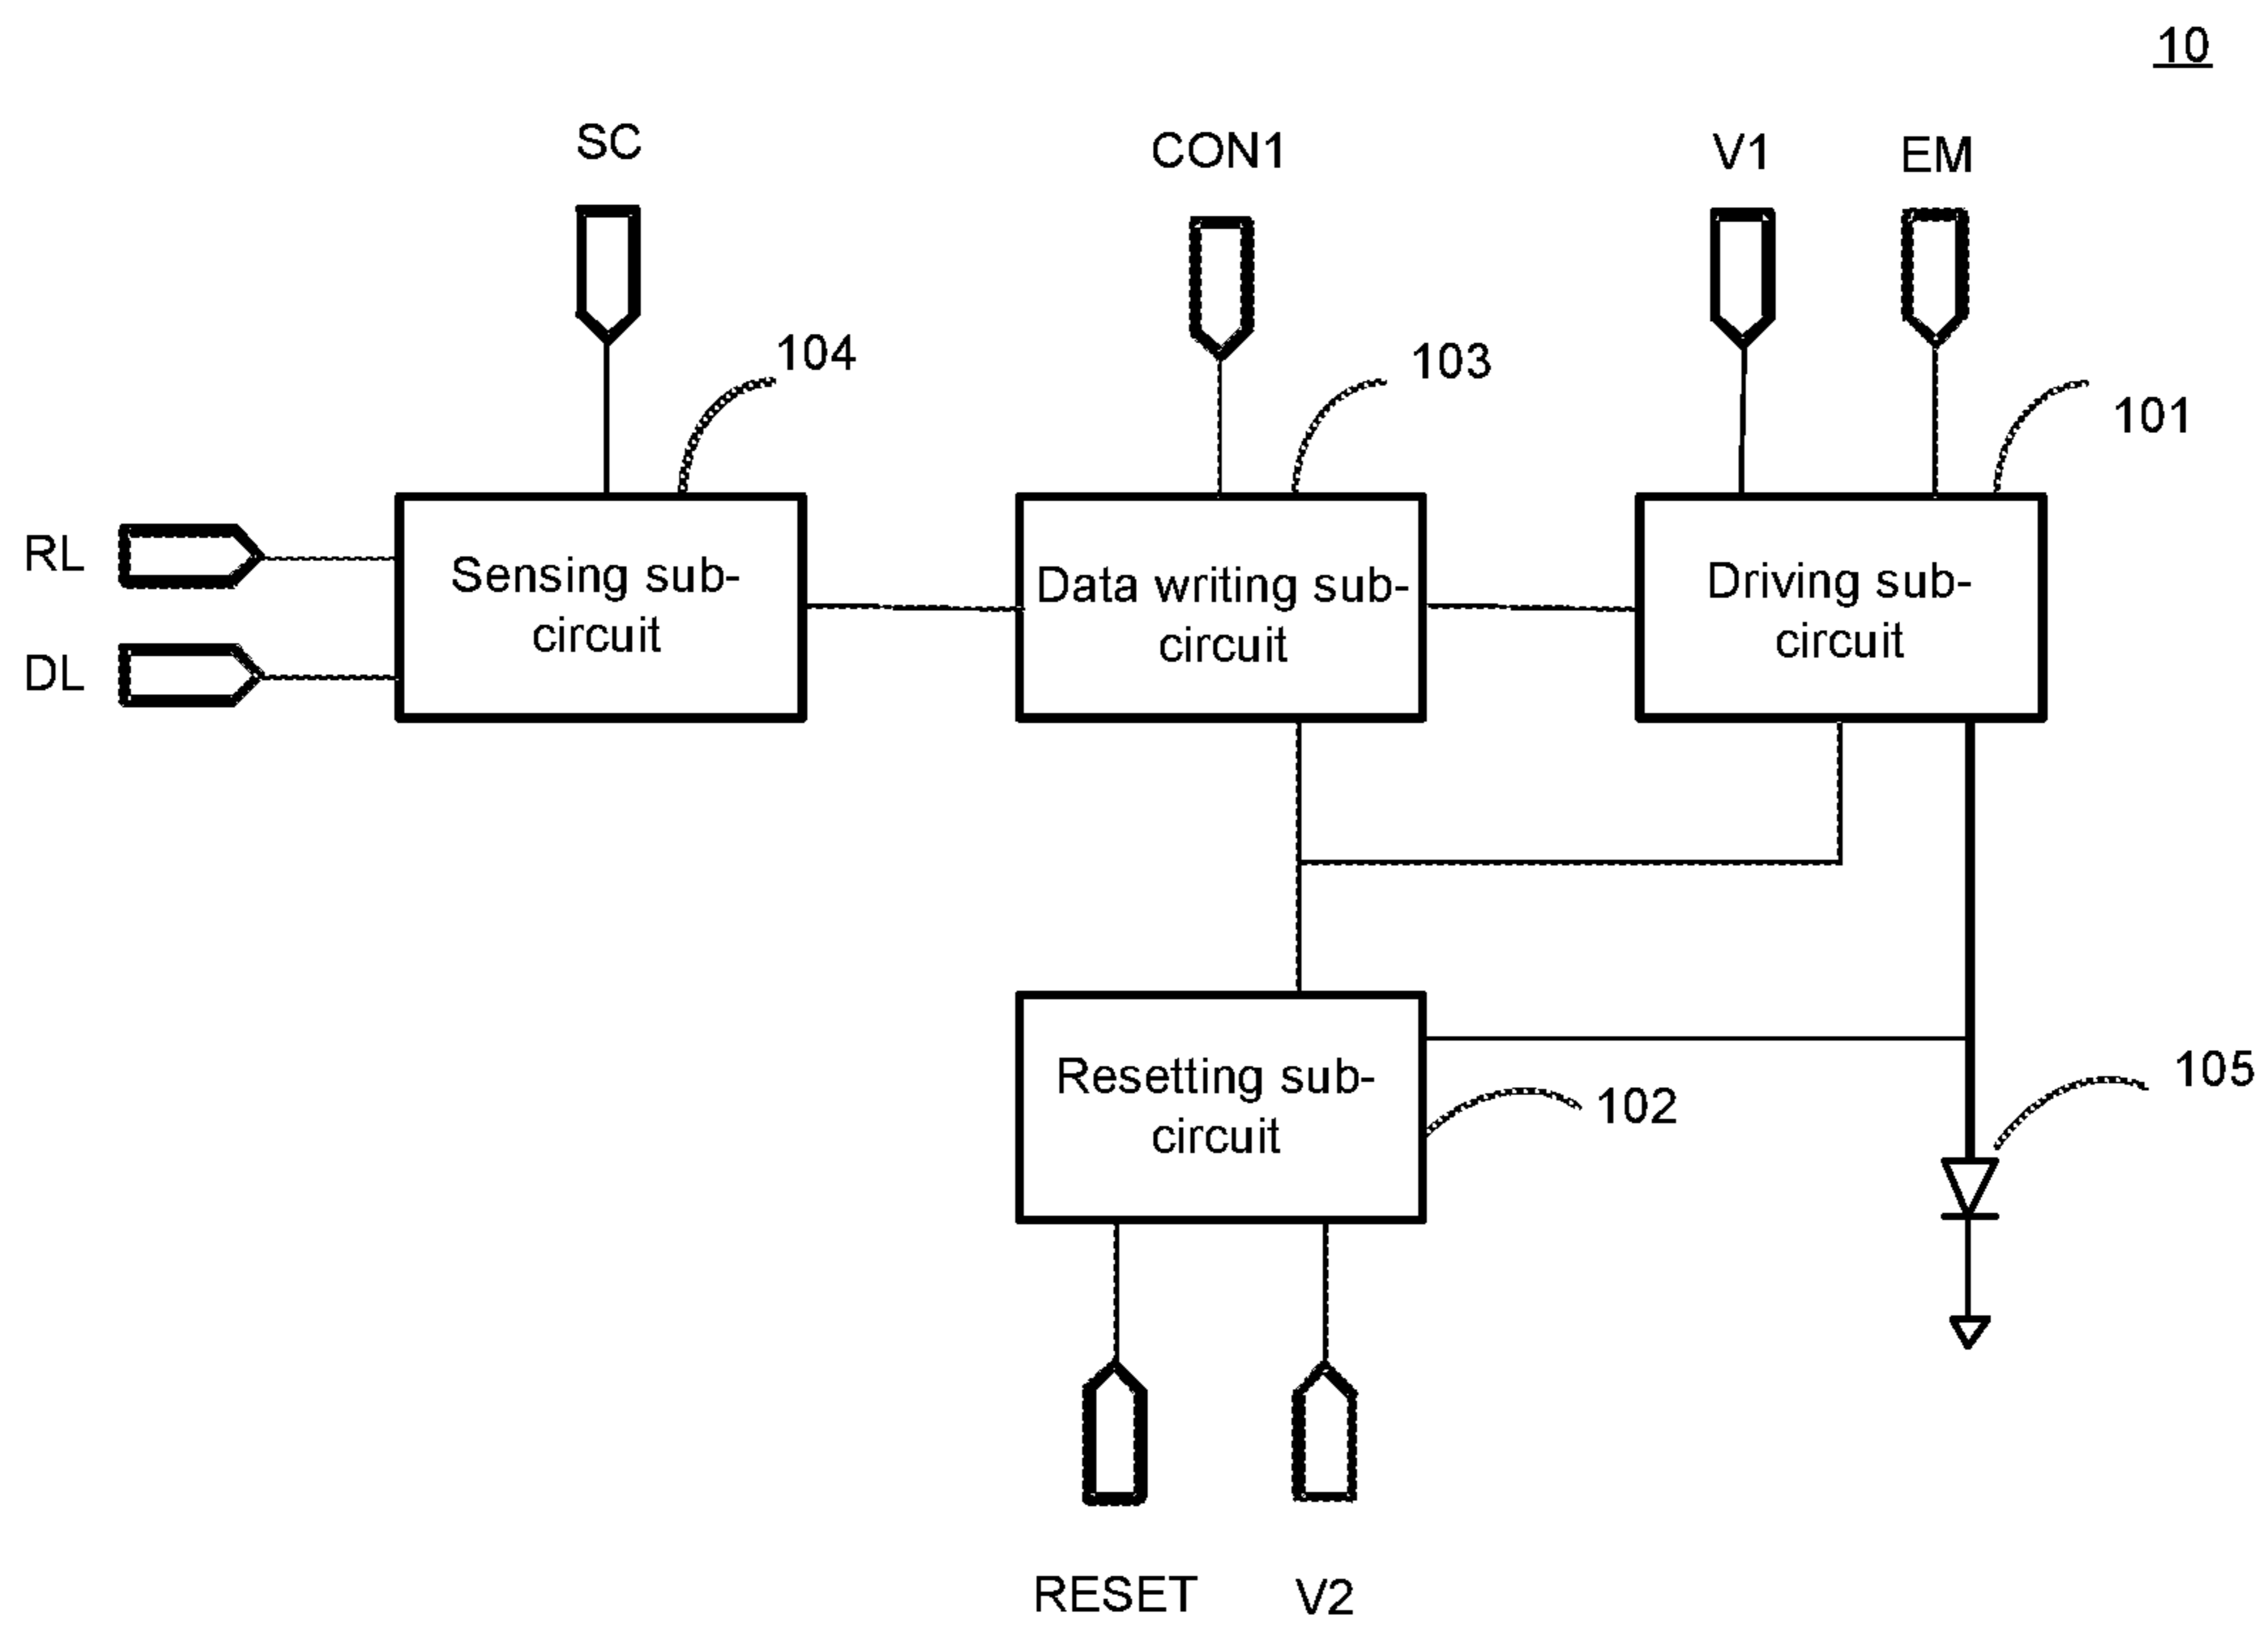 10
SC
CON1
V1
EM
104
103
101
RL
DL
Sensing sub-
circuit
Data writing sub-
circuit
Driving sub-
circuit
Resetting sub-
circuit
102
105
RESET
V2